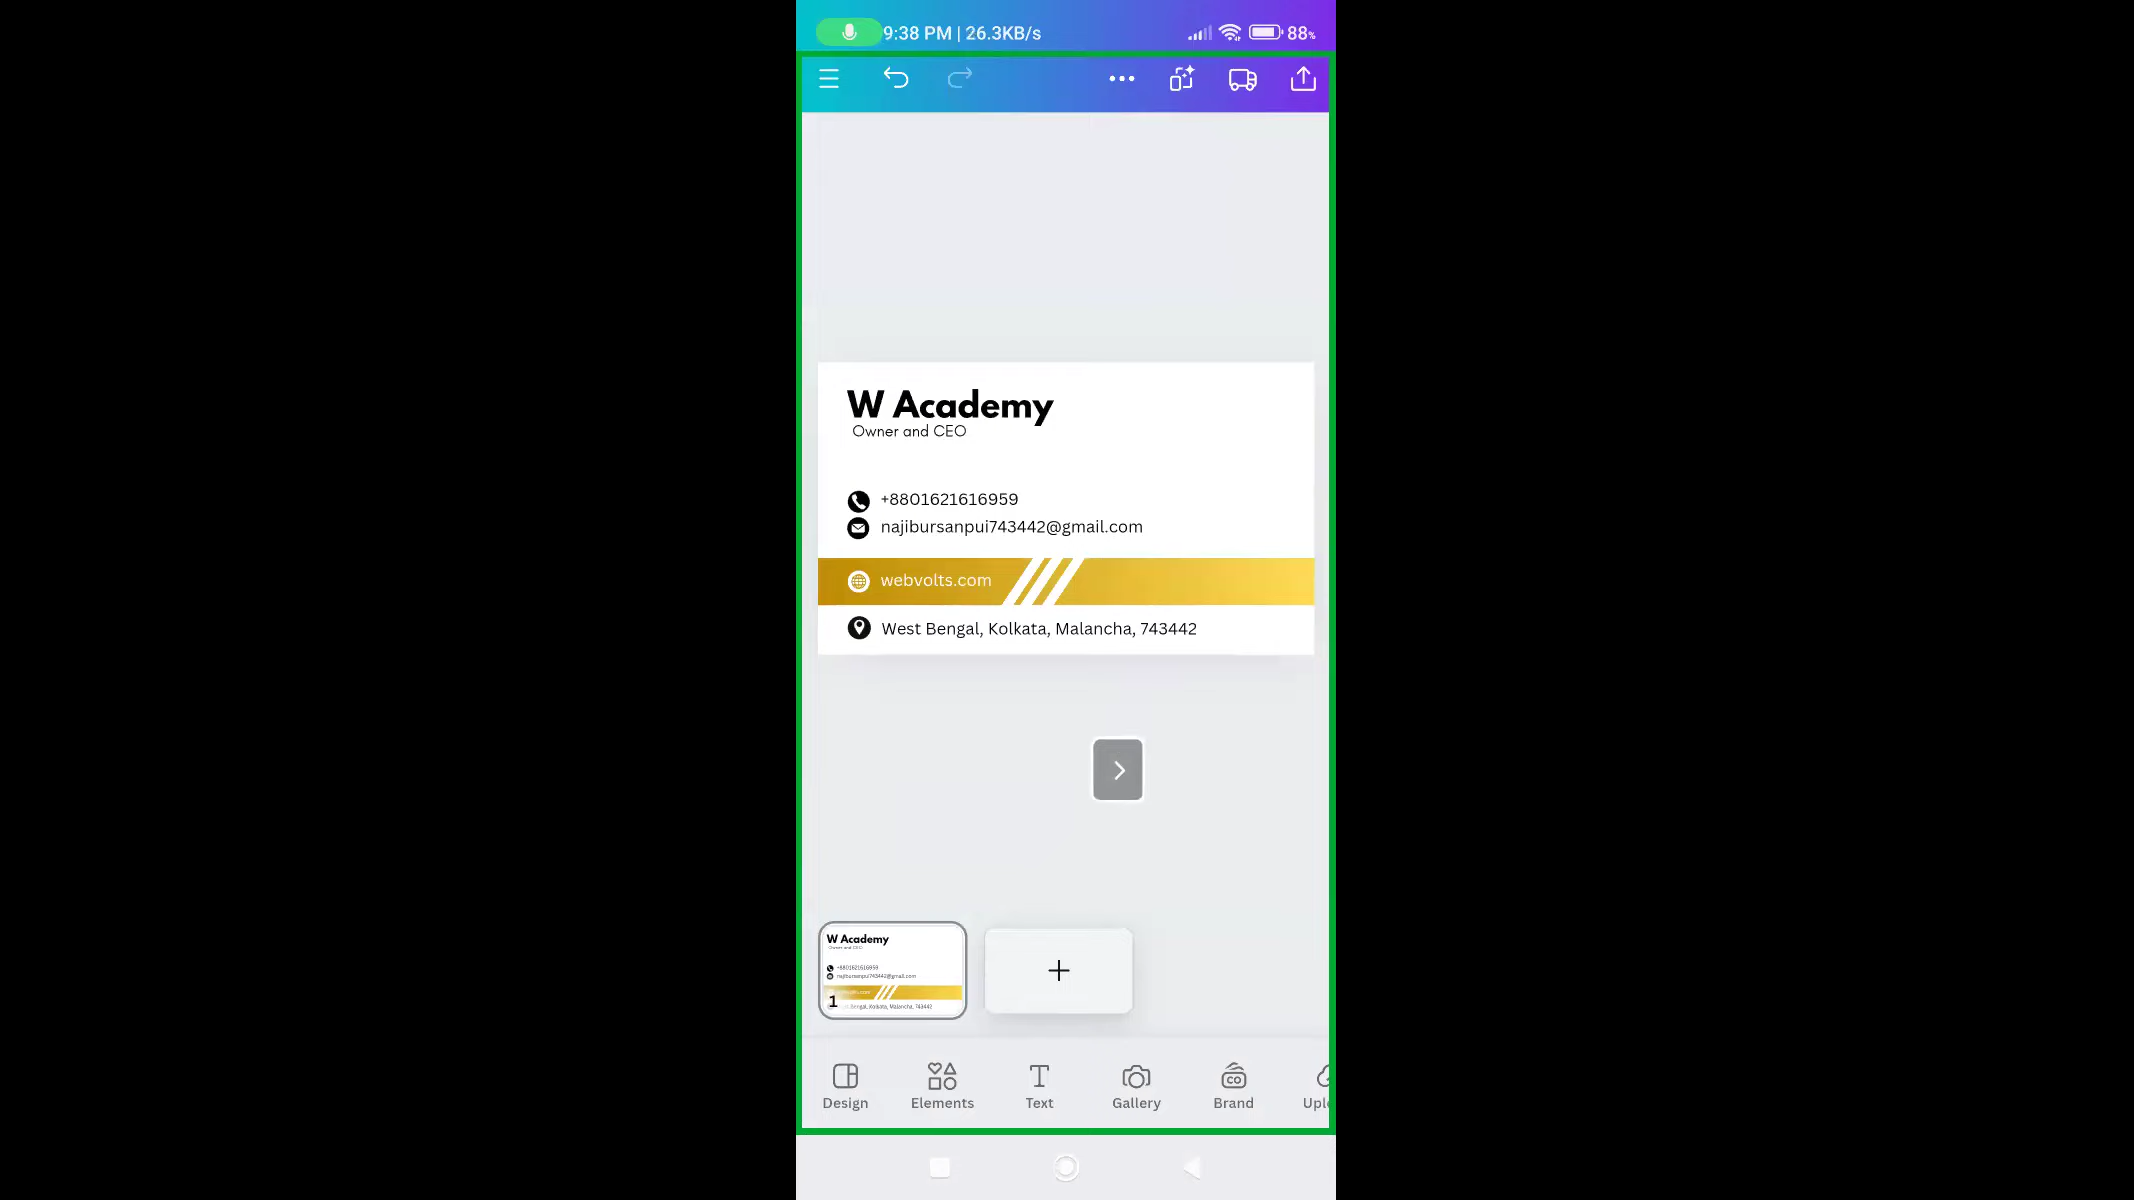 9:38 PM | 26.3KB/s 88%
W Academy
Owner and CEO
+8801621616959
najibursanpui743442@gmail.com
webvolts.com
West Bengal, Kolkata, Malancha, 743442
W Academy
Owner and CEO
+8801621616959
najibursanpui743442@gmail.com
1
Bengal, Kolkata, Malancha, 743442
CO
Design Elements Text Gallery Brand Uplo